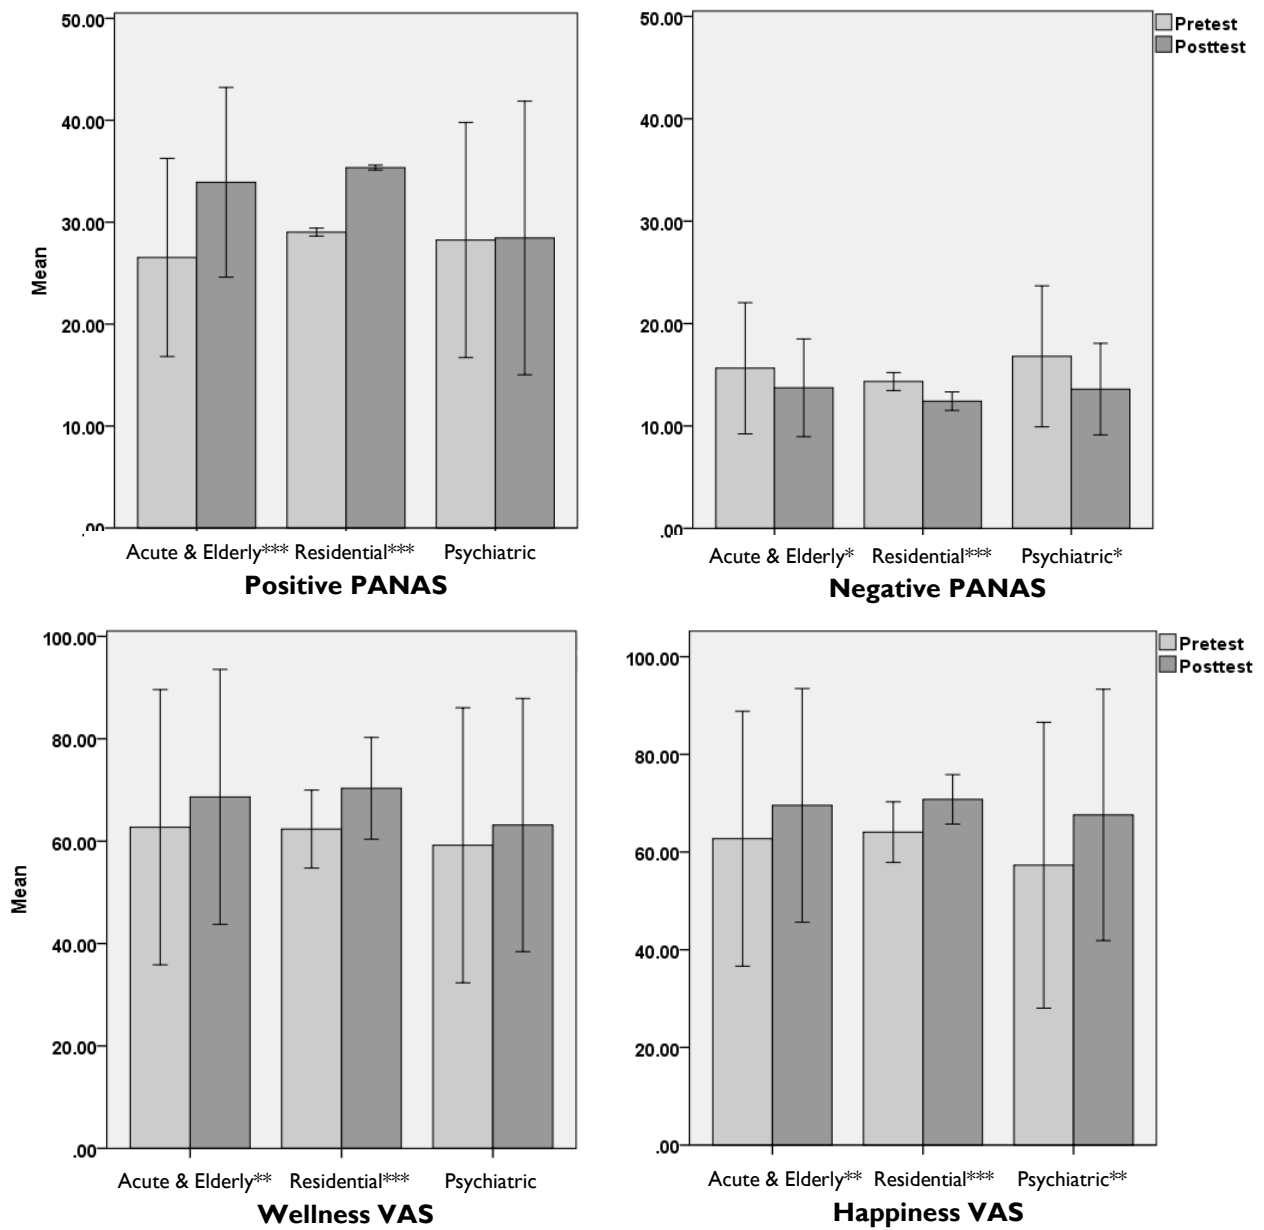 50.00
40.00
30.00
20.00
10.00
.00
Mean
Acute & Elderly*** Residential*** Psychiatric
Positive PANAS
50.00
40.00
30.00
20.00
10.00
.00
Pretest
Posttest
Acute & Elderly* Residential*** Psychiatric*
Negative PANAS
100.00
80.00
60.00
40.00
20.00
.00
Mean
Acute & Elderly** Residential*** Psychiatric
Wellness VAS
100.00
80.00
60.00
40.00
20.00
.00
Pretest
Posttest
Acute & Elderly** Residential*** Psychiatric**
Happiness VAS